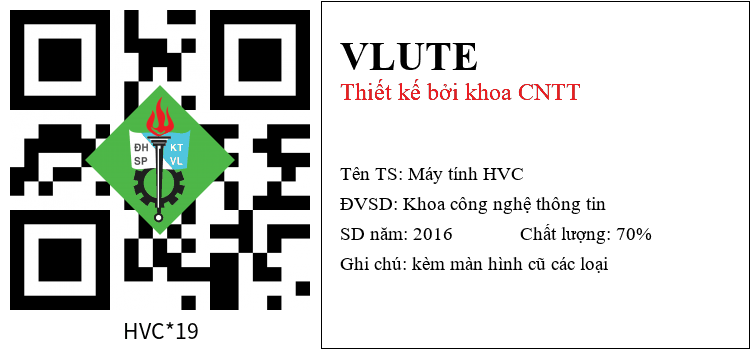 ĐH KT
SP VL
HVC*19
VLUTE
Thiết kế bởi khoa CNTT
Tên TS: Máy tính HVC
ĐVSD: Khoa công nghệ thông tin
SD năm: 2016 Chất lượng: 70%
Ghi chú: kèm màn hình cũ các loại